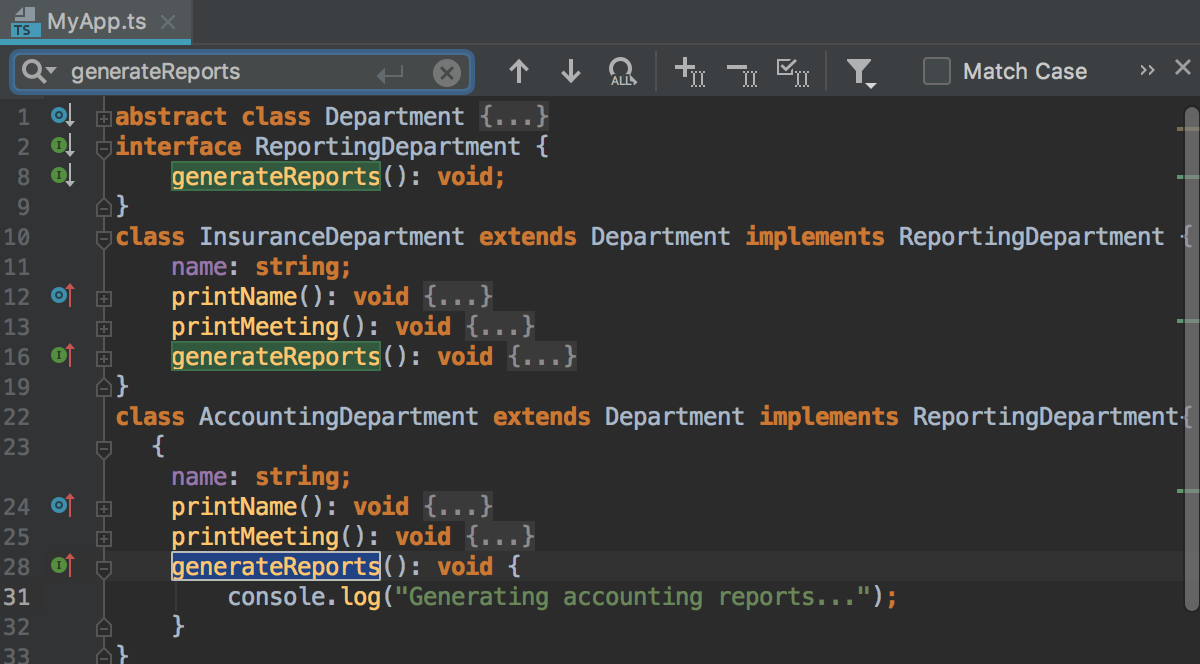 TS MyApp.ts
generateReports ALL Match Case
1 abstract class Department {...}
2 interface ReportingDepartment {
8 generateReports(): void;
9 }
10 class InsuranceDepartment extends Department implements ReportingDepartment {
11 name: string;
12 printName(): void {...}
13 printMeeting(): void {...}
16 generateReports(): void {...}
19 }
22 class AccountingDepartment extends Department implements ReportingDepartment{
23 {
name: string;
24 printName(): void {...}
25 printMeeting(): void {...}
28 generateReports(): void {
31 console.log("Generating accounting reports...");
32 }
33 }